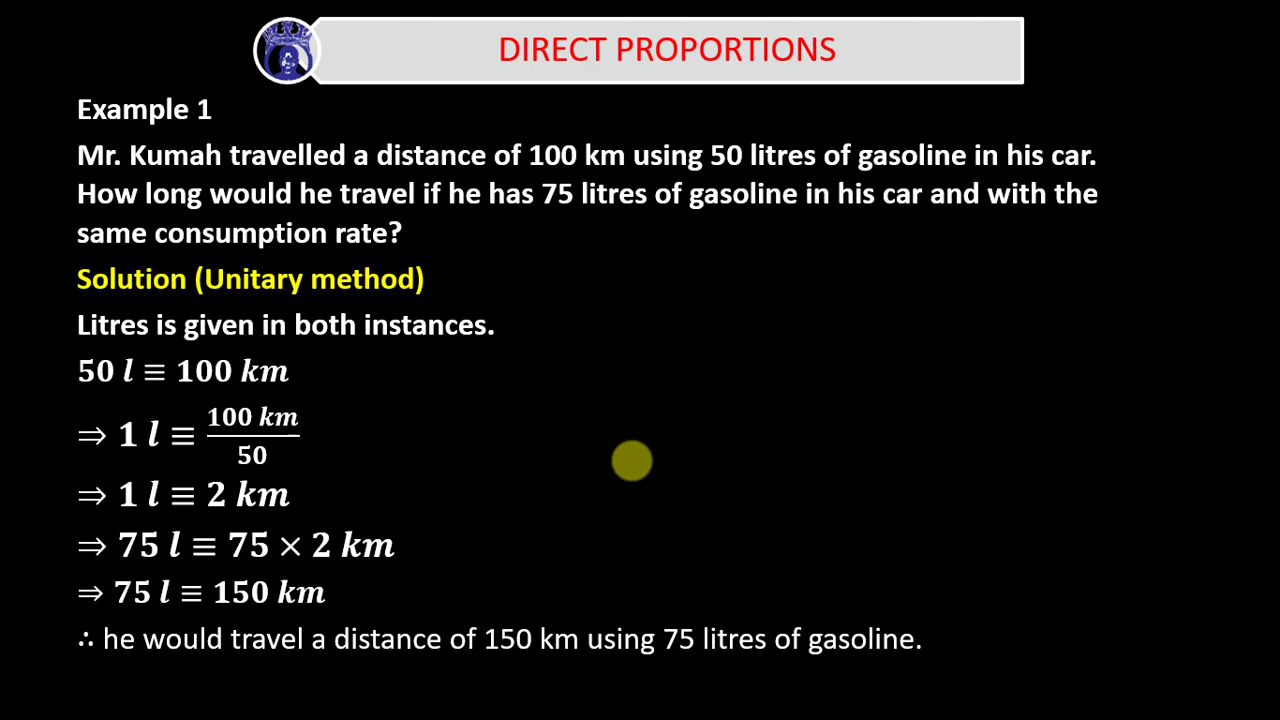 DIRECT PROPORTIONS
Example 1
Mr. Kumah travelled a distance of 100 km using 50 litres of gasoline in his car.
How long would he travel if he has 75 litres of gasoline in his car and with the
same consumption rate?
Solution (Unitary method)
Litres is given in both instances.
50 l ≡ 100 km
⇒ 1 l ≡ 100 km / 50
⇒ 1 l ≡ 2 km
⇒ 75 l ≡ 75 × 2 km
⇒ 75 l ≡ 150 km
∴ he would travel a distance of 150 km using 75 litres of gasoline.